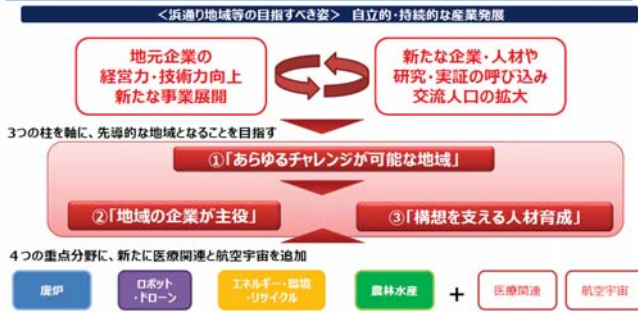 ＜浜通り地域等の目指すべき姿＞　自立的・持続的な産業発展
地元企業の
経営力・技術力向上
新たな事業展開
新たな企業・人材や
研究・実証の呼び込み
交流人口の拡大
3つの柱を軸に、先導的な地域となることを目指す
①「あらゆるチャレンジが可能な地域」
②「地域の企業が主役」
③「構想を支える人材育成」
４つの重点分野に、新たに医療関連と航空宇宙を追加
廃炉
ロボット
・ドローン
エネルギー・環境
・リサイクル
農林水産
+
医療関連
航空宇宙